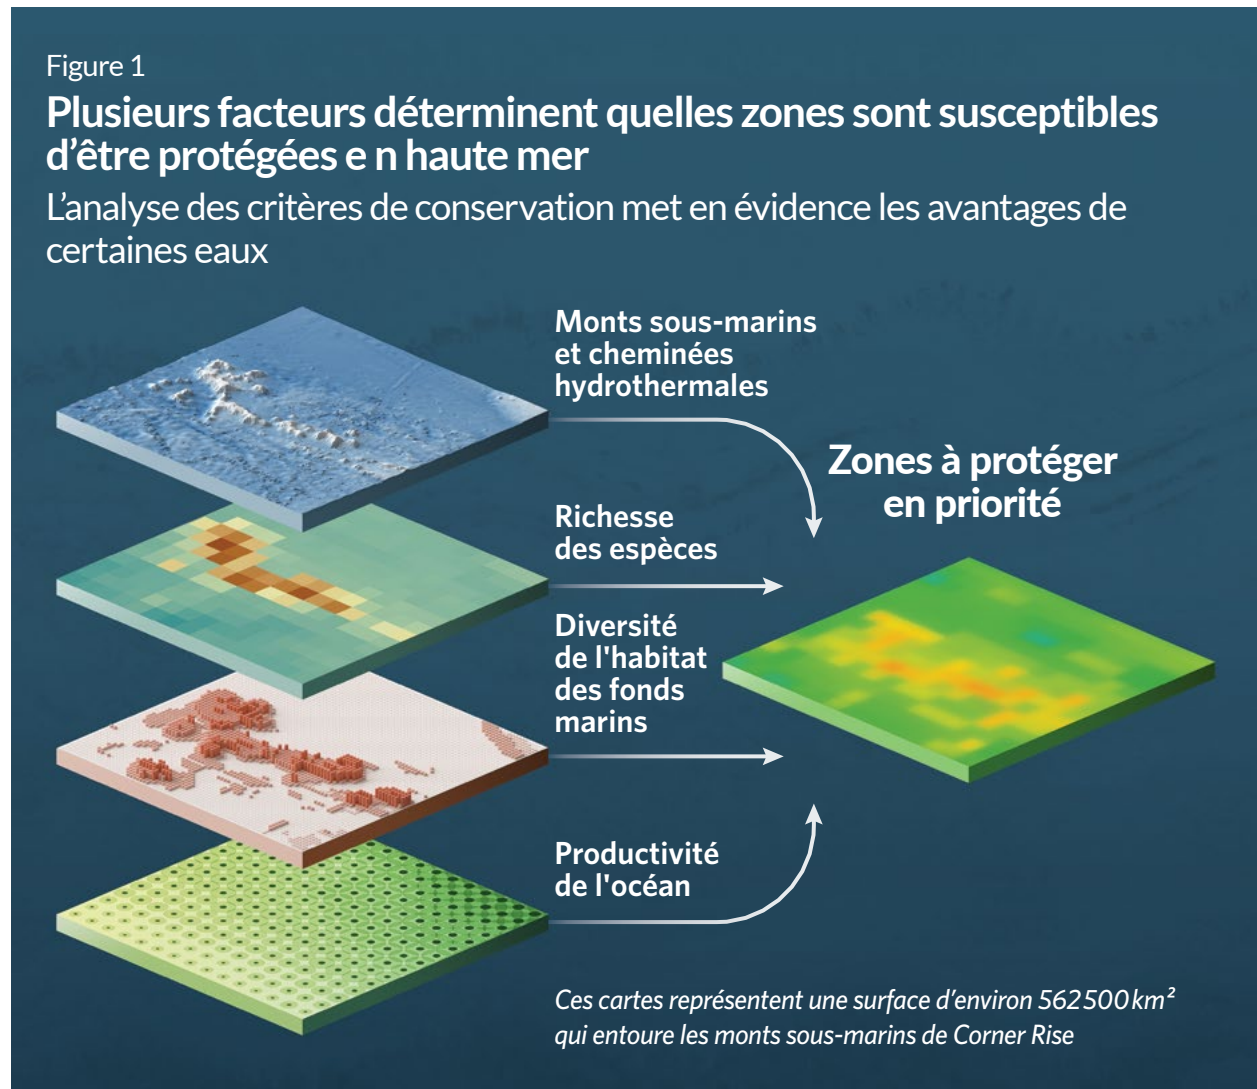 Figure 1
Plusieurs facteurs déterminent quelles zones sont susceptibles
d’être protégées e n haute mer
L’analyse des critères de conservation met en évidence les avantages de
certaines eaux
Monts sous-marins
et cheminées
hydrothermales
Zones à protéger
en priorité
Richesse
des espèces
Diversité
de l'habitat
des fonds
marins
Productivité
de l'océan
Ces cartes représentent une surface d’environ 562500 km²
qui entoure les monts sous-marins de Corner Rise